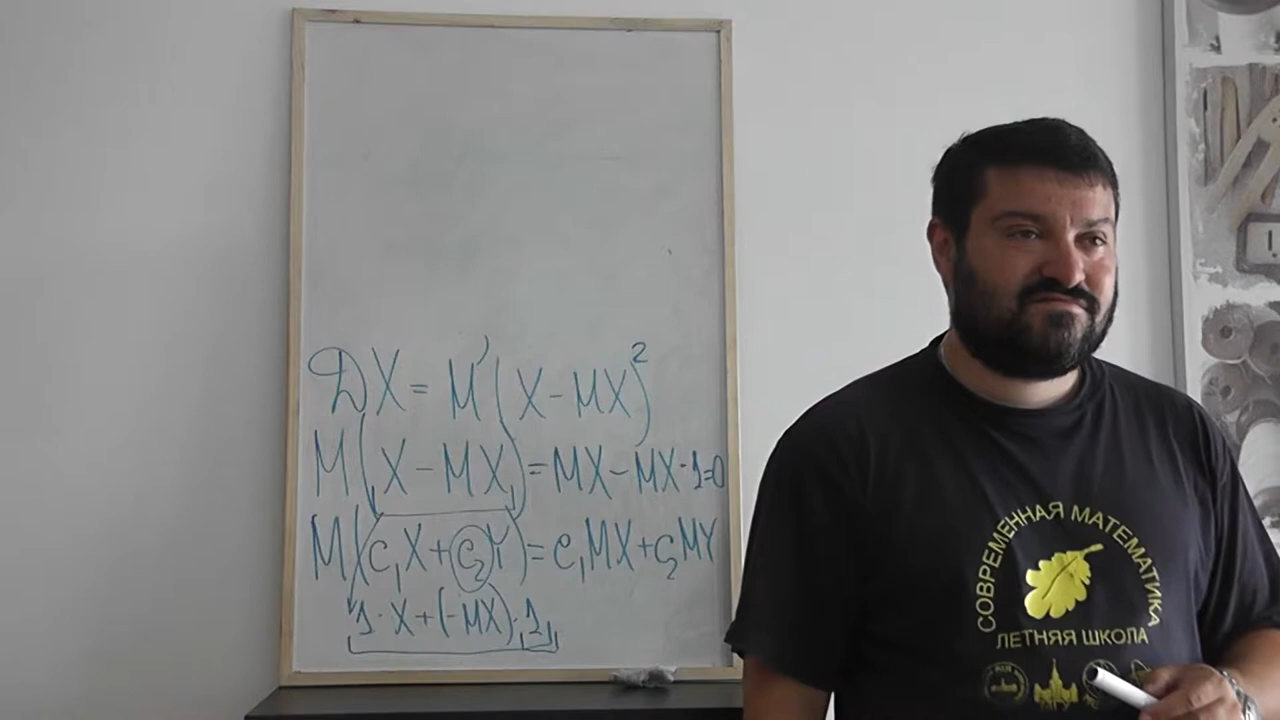 DX = M(X-MX)²
M(X-MX)=MX-MX·1=0
M(c₁X+c₂Y)=c₁MX+c₂MY
1·X+(-MX)·1
СОВРЕМЕННАЯ МАТЕМАТИКА
ЛЕТНЯЯ ШКОЛА